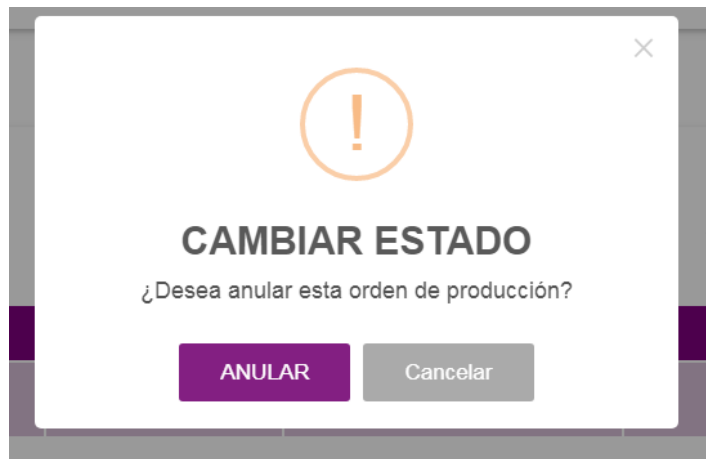 CAMBIAR ESTADO
¿Desea anular esta orden de producción?
ANULAR
Cancelar